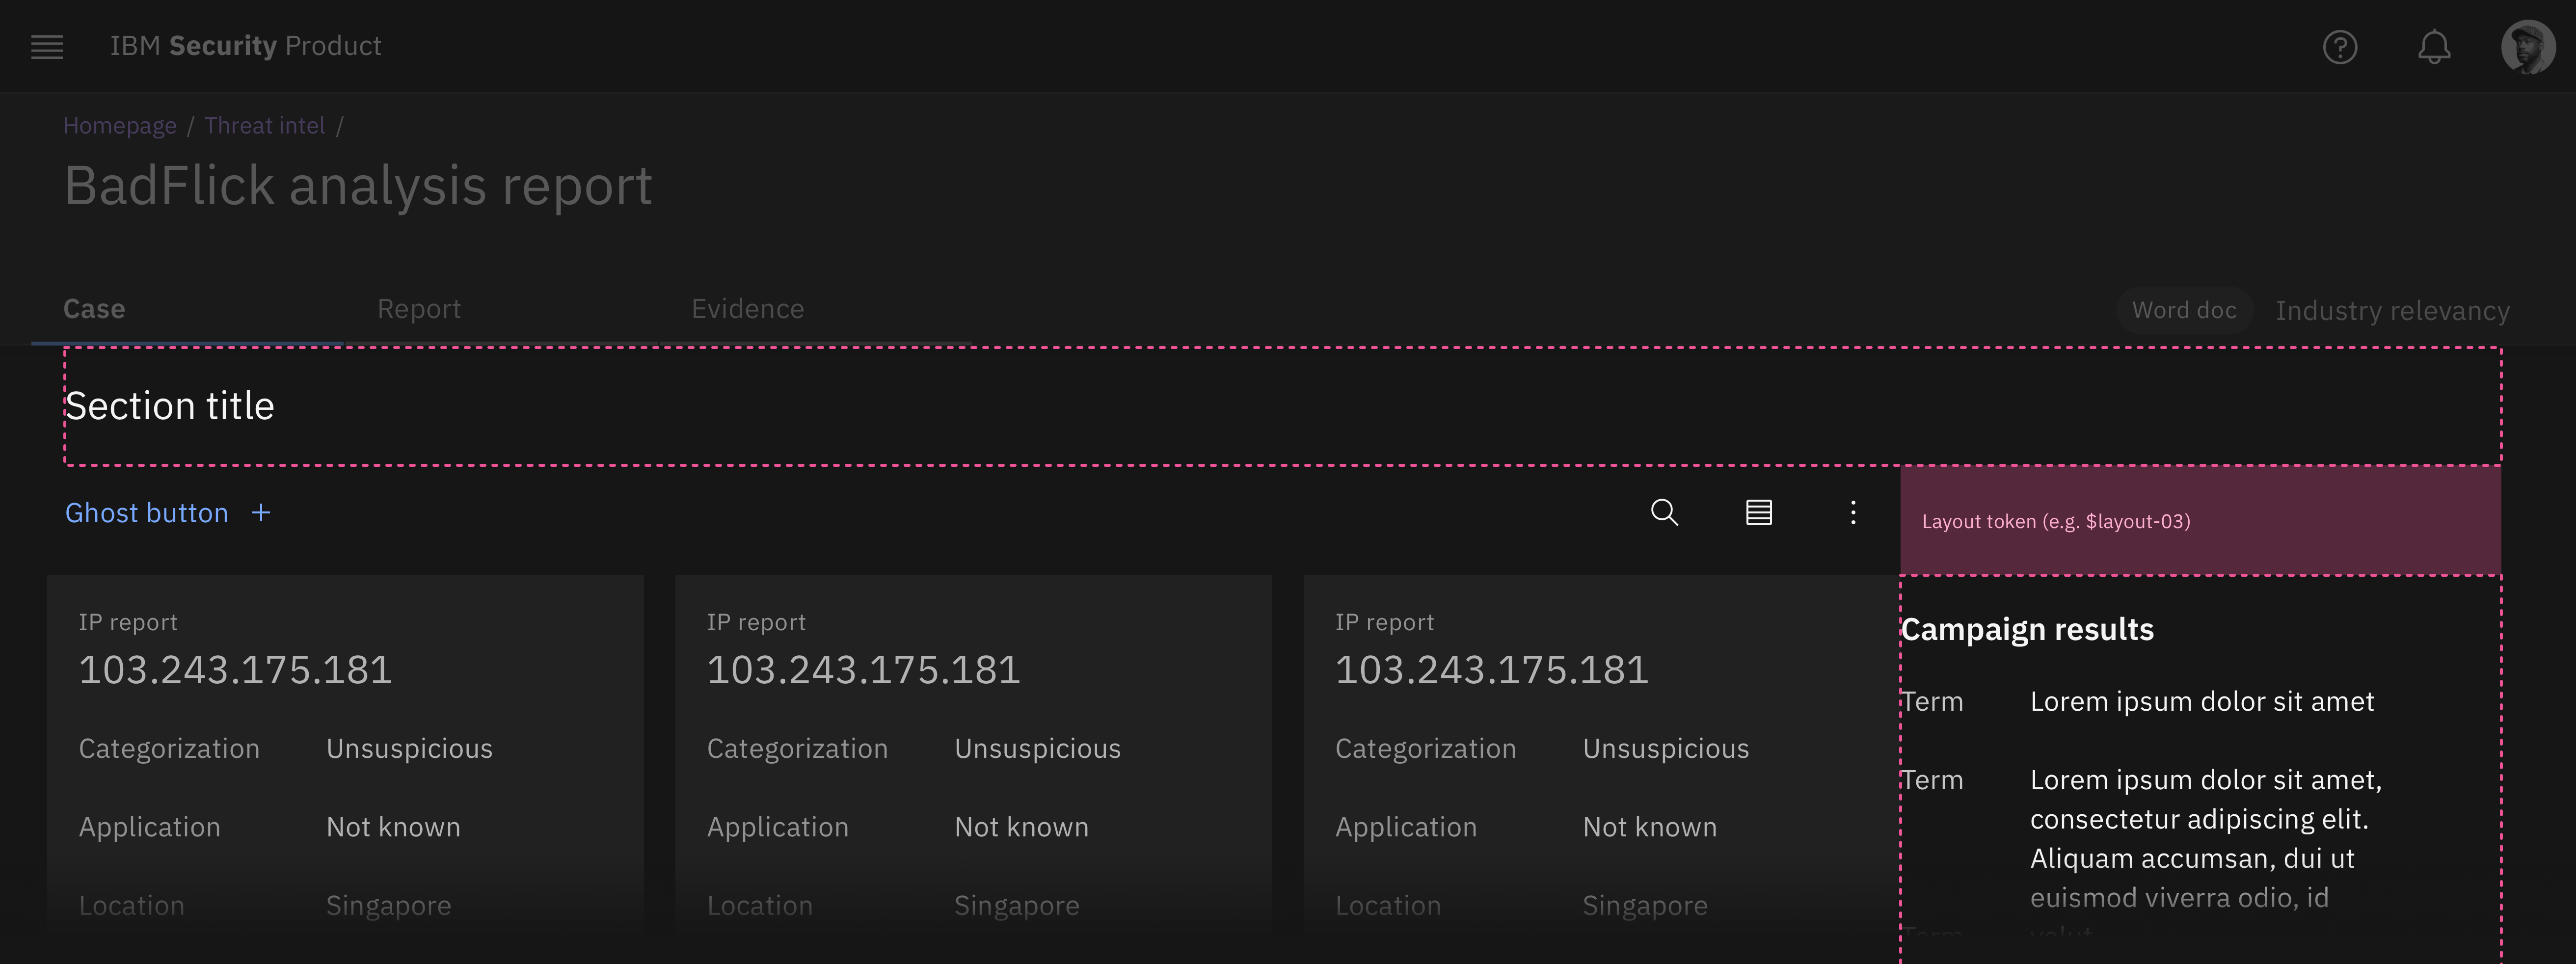 IBM Security Product
Homepage / Threat intel /
BadFlick analysis report
Case
Report
Evidence
Word doc
Industry relevancy
Section title
Ghost button +
Layout token (e.g. $layout-03)
IP report
103.243.175.181
Categorization Unsuspicious
Application Not known
Location Singapore
IP report
103.243.175.181
Categorization Unsuspicious
Application Not known
Location Singapore
IP report
103.243.175.181
Categorization Unsuspicious
Application Not known
Location Singapore
Campaign results
Term Lorem ipsum dolor sit amet
Term Lorem ipsum dolor sit amet,
consectetur adipiscing elit.
Aliquam accumsan, dui ut
euismod viverra odio, id
Term volut